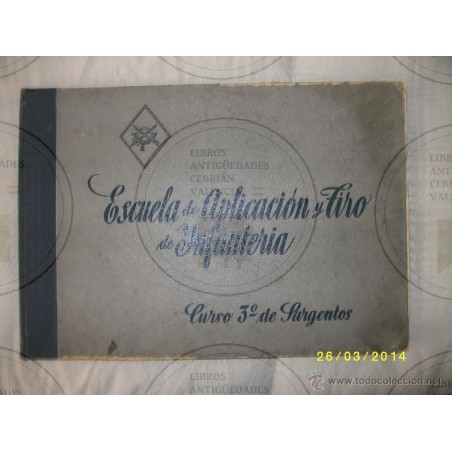 LIBROS
ANTIGÜEDADES
CEBRIÁN
VALENCIA
Escuela de Aplicación y Tiro
de Infantería
Curso 3º de Sargentos
26/03/2014
LIBROS
ANTIGÜEDADES
www.todocoleccion.net